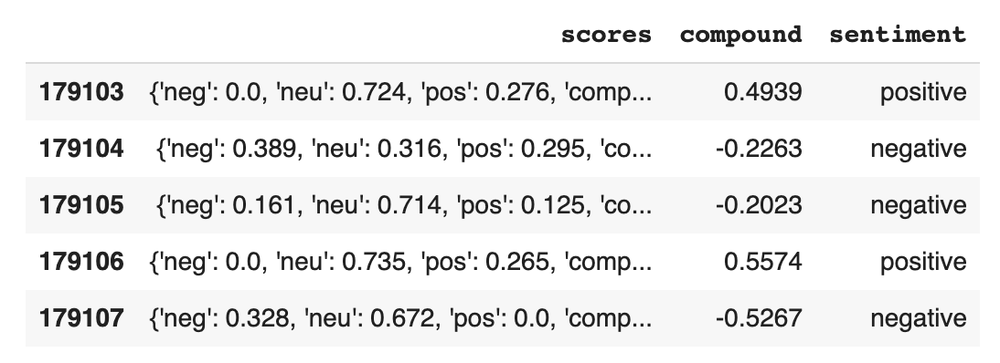 scores compound sentiment
179103 {'neg': 0.0, 'neu': 0.724, 'pos': 0.276, 'comp... 0.4939 positive
179104 {'neg': 0.389, 'neu': 0.316, 'pos': 0.295, 'co... -0.2263 negative
179105 {'neg': 0.161, 'neu': 0.714, 'pos': 0.125, 'co... -0.2023 negative
179106 {'neg': 0.0, 'neu': 0.735, 'pos': 0.265, 'comp... 0.5574 positive
179107 {'neg': 0.328, 'neu': 0.672, 'pos': 0.0, 'comp... -0.5267 negative